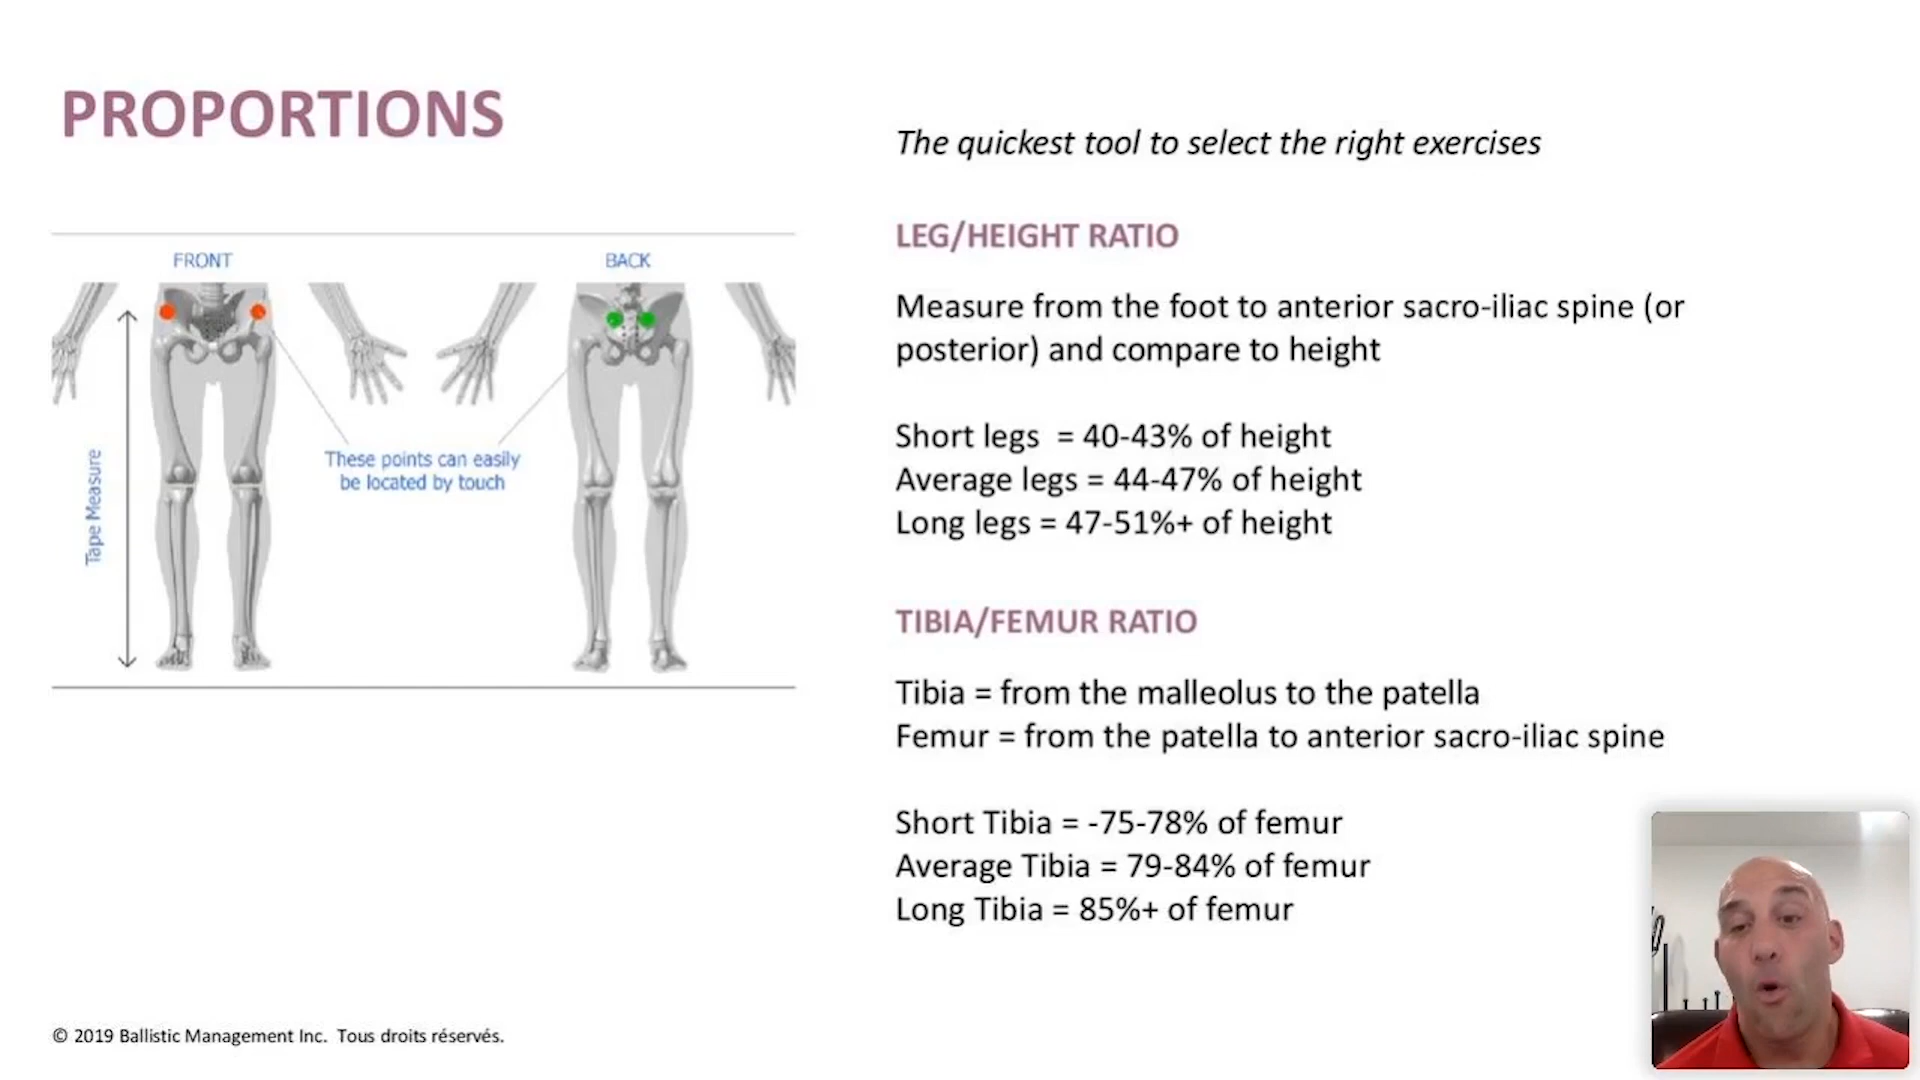 PROPORTIONS
The quickest tool to select the right exercises
FRONT
BACK
Tape Measure
These points can easily
be located by touch
LEG/HEIGHT RATIO
Measure from the foot to anterior sacro-iliac spine (or
posterior) and compare to height
Short legs = 40-43% of height
Average legs = 44-47% of height
Long legs = 47-51%+ of height
TIBIA/FEMUR RATIO
Tibia = from the malleolus to the patella
Femur = from the patella to anterior sacro-iliac spine
Short Tibia = -75-78% of femur
Average Tibia = 79-84% of femur
Long Tibia = 85%+ of femur
© 2019 Ballistic Management Inc. Tous droits réservés.